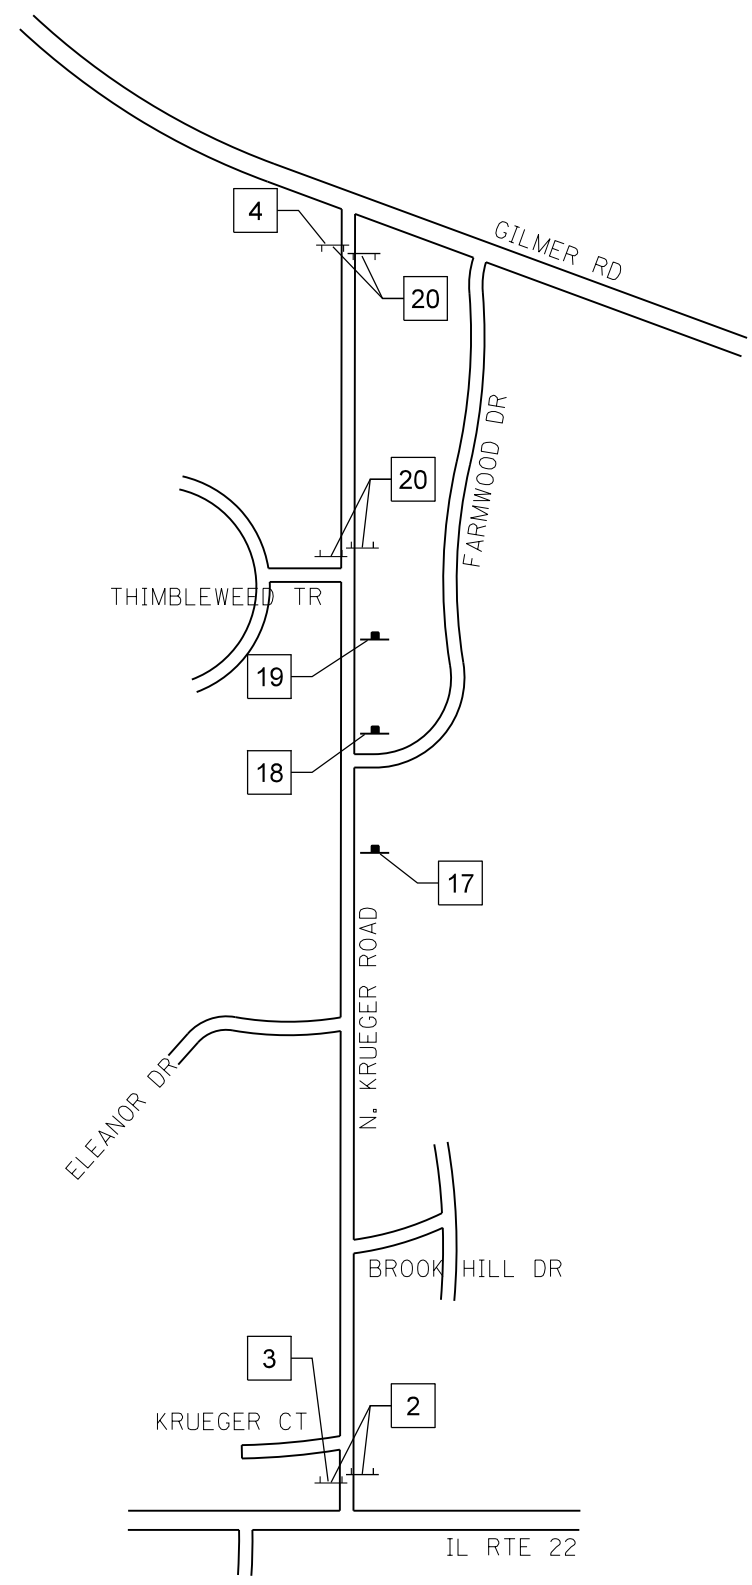 4
GILMER RD
20
FARMWOOD DR
20
THIMBLEWEED TR
19
18
17
N. KRUEGER ROAD
ELEANOR DR
BROOK HILL DR
3
2
KRUEGER CT
IL RTE 22